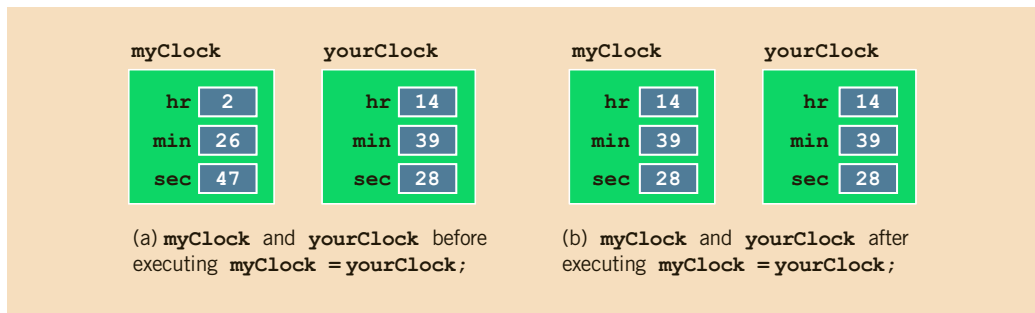 myClock
hr 2
min 26
sec 47
yourClock
hr 14
min 39
sec 28
(a) myClock and yourClock before
executing myClock = yourClock;
myClock
hr 14
min 39
sec 28
yourClock
hr 14
min 39
sec 28
(b) myClock and yourClock after
executing myClock = yourClock;